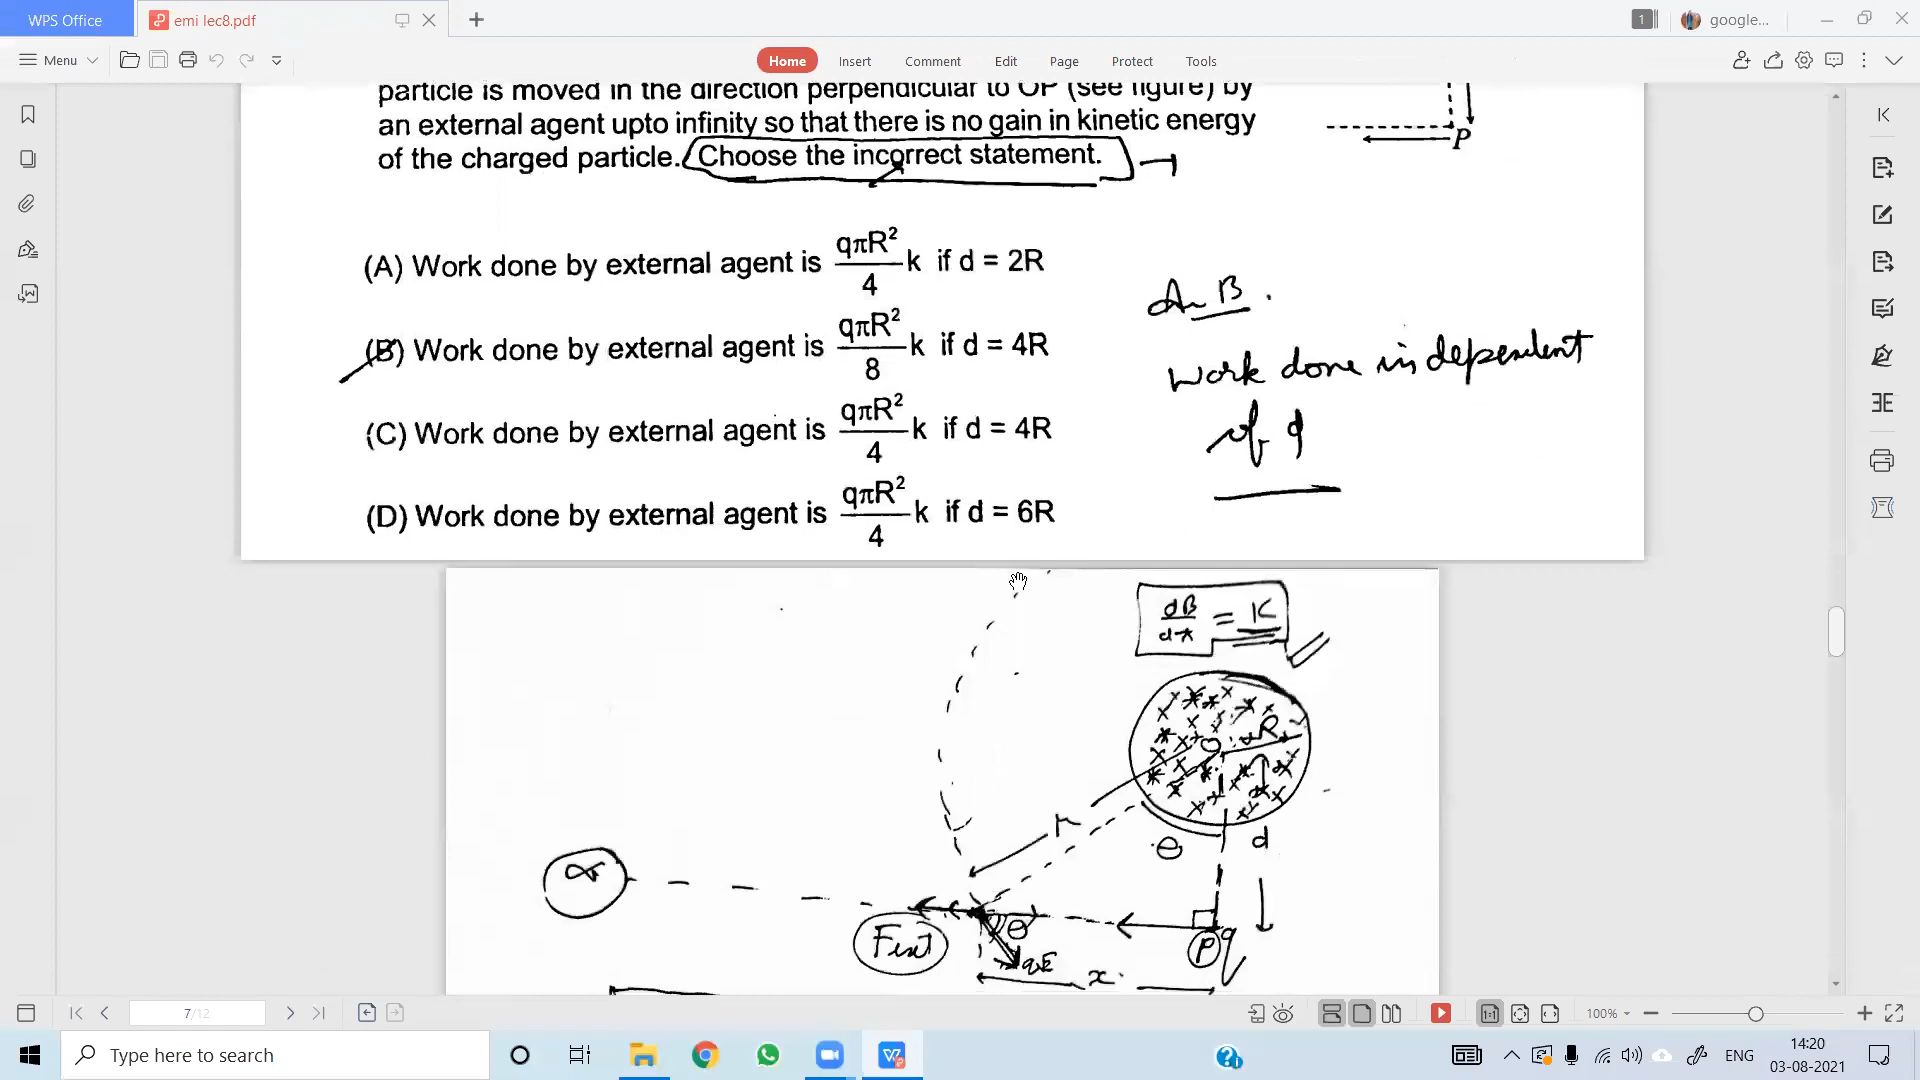 WPS Office
emi lec8.pdf
1
google...
Menu
Home
Insert
Comment
Edit
Page
Protect
Tools
particle is moved in the direction perpendicular to OP (see figure) by
an external agent upto infinity so that there is no gain in kinetic energy
of the charged particle. Choose the incorrect statement.
P
(A) Work done by external agent is qπR²/4 k if d = 2R
(B) Work done by external agent is qπR²/8 k if d = 4R
(C) Work done by external agent is qπR²/4 k if d = 4R
(D) Work done by external agent is qπR²/4 k if d = 6R
B.
Work done independent
of d
dB/dt = K
R
O
r
θ
d
∞
Fext
θ
qE
P
q
x
7/12
1:1
100%
Type here to search
ENG
14:20
03-08-2021